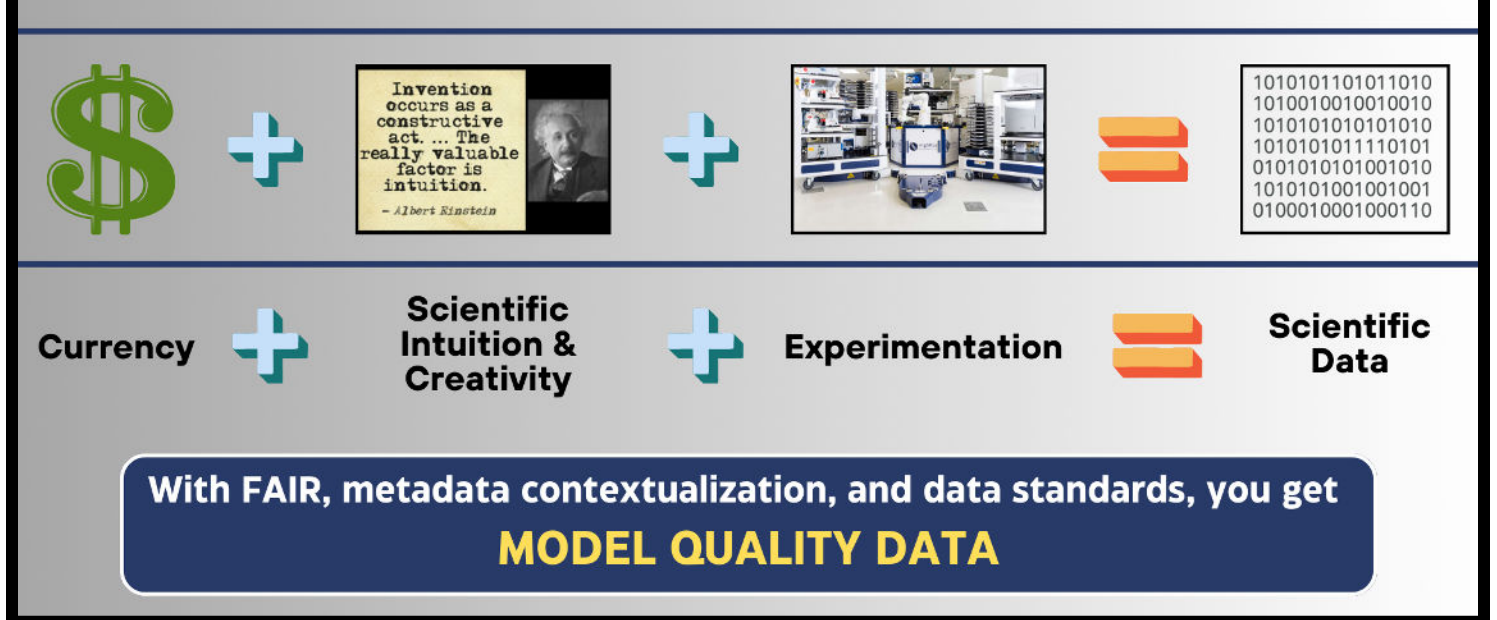 Invention
occurs as a
constructive
act. ... The
really valuable
factor is
intuition.
– Albert Einstein
1010101101011010
1010010010010010
1010101010101010
1010101011110101
0101010101001010
1010101001001001
0100010001000110
Currency
Scientific
Intuition &
Creativity
Experimentation
Scientific
Data
With FAIR, metadata contextualization, and data standards, you get
MODEL QUALITY DATA